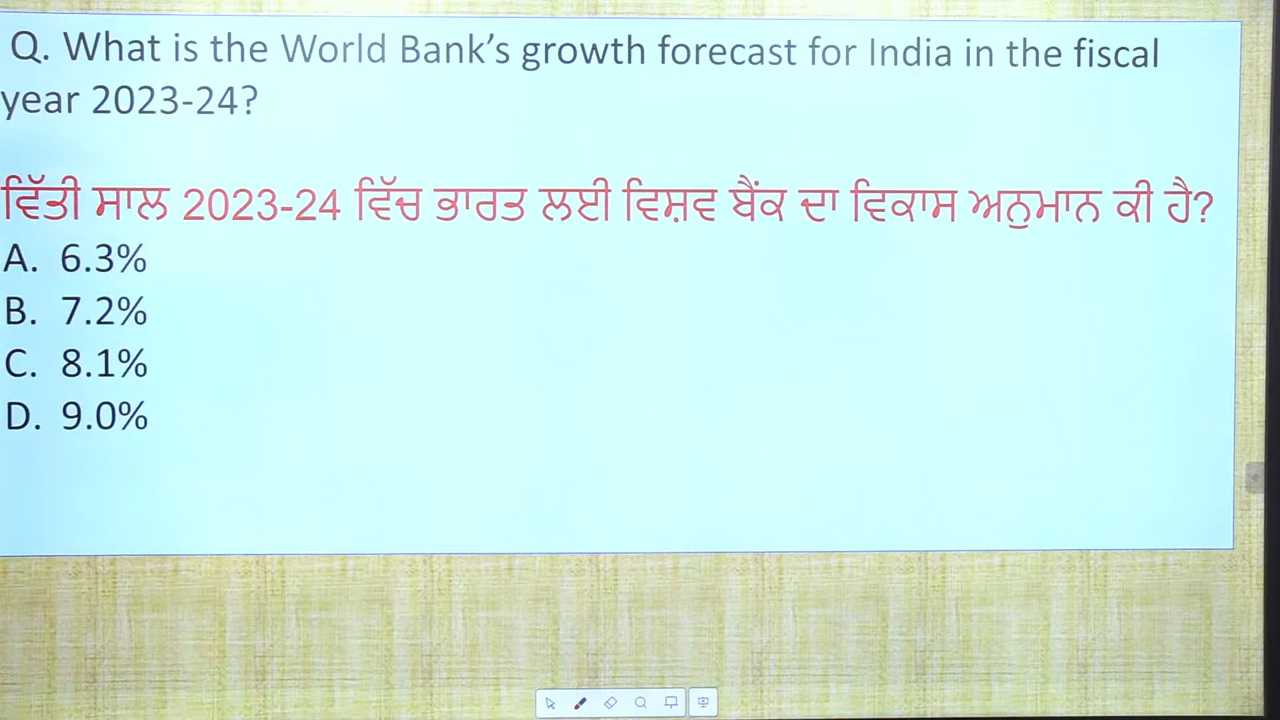 Q. What is the World Bank’s growth forecast for India in the fiscal
year 2023-24?
ਵਿੱਤੀ ਸਾਲ 2023-24 ਵਿੱਚ ਭਾਰਤ ਲਈ ਵਿਸ਼ਵ ਬੈਂਕ ਦਾ ਵਿਕਾਸ ਅਨੁਮਾਨ ਕੀ ਹੈ?
A. 6.3%
B. 7.2%
C. 8.1%
D. 9.0%